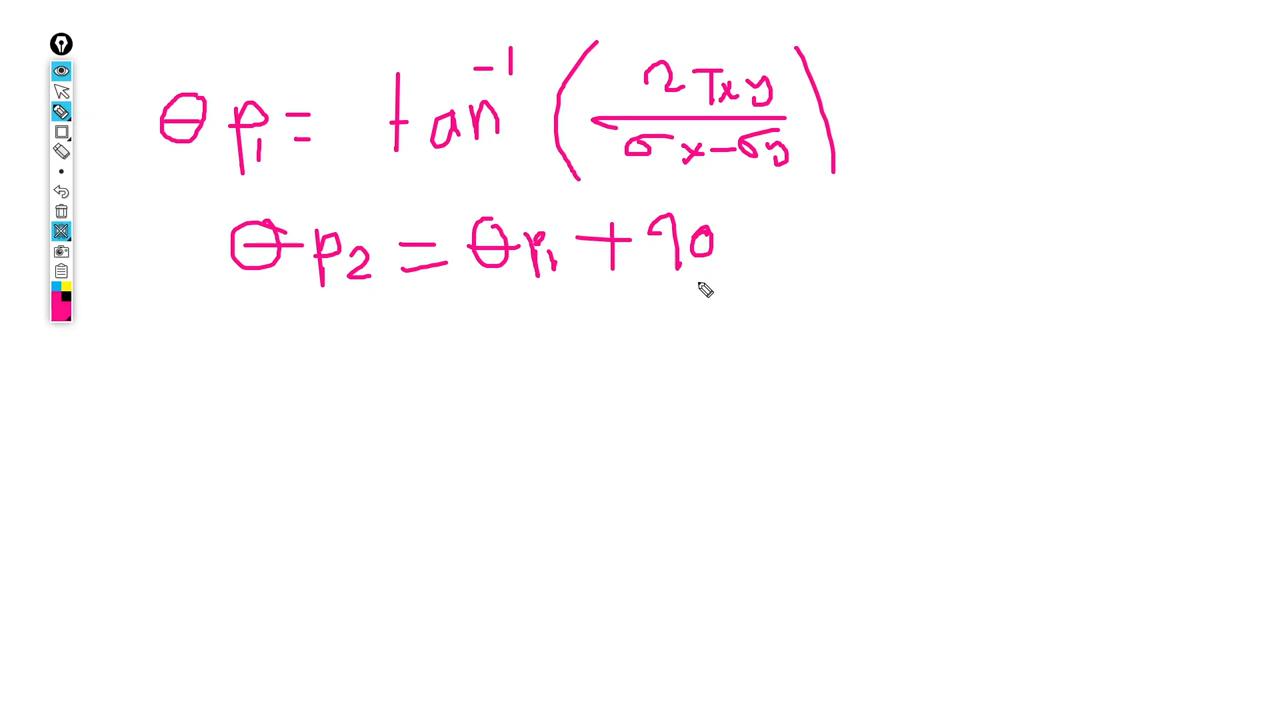 θp₁ = tan⁻¹ (2τxy / σx − σy)
θp₂ = θp₁ + 90